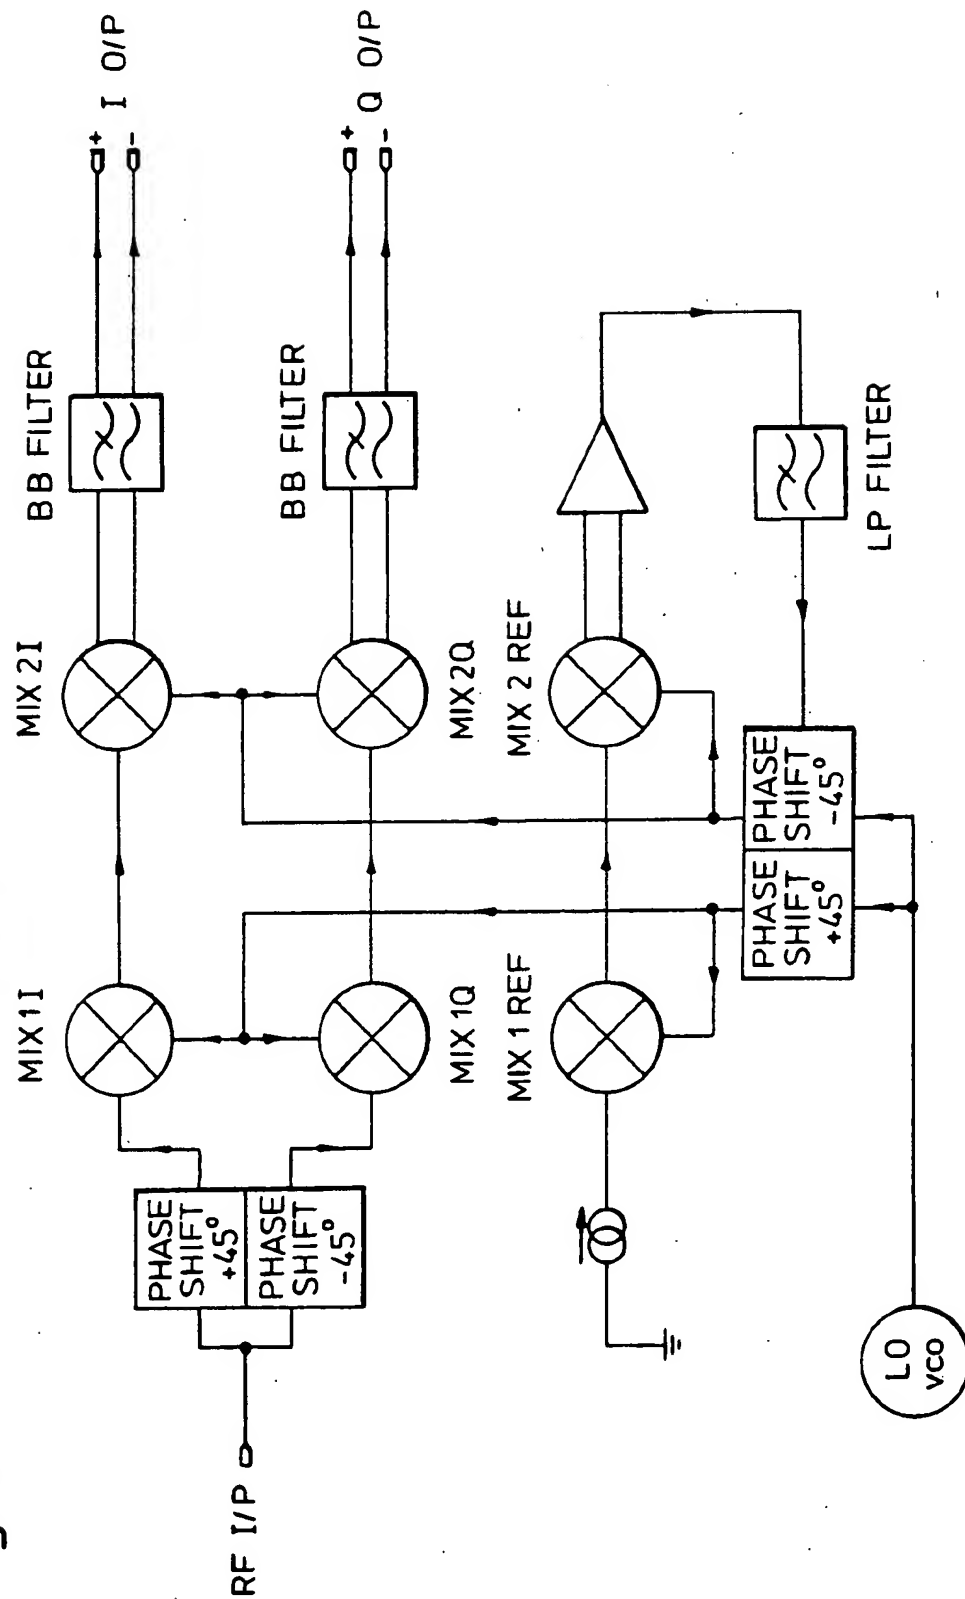 RF I/P
PHASE
SHIFT
+45°
PHASE
SHIFT
-45°
MIX 1I
MIX 2I
BB FILTER
+
-
I O/P
MIX 1Q
MIX 2Q
BB FILTER
+
-
Q O/P
MIX 1 REF
MIX 2 REF
PHASE
SHIFT
+45°
PHASE
SHIFT
-45°
LP FILTER
LO
VCO